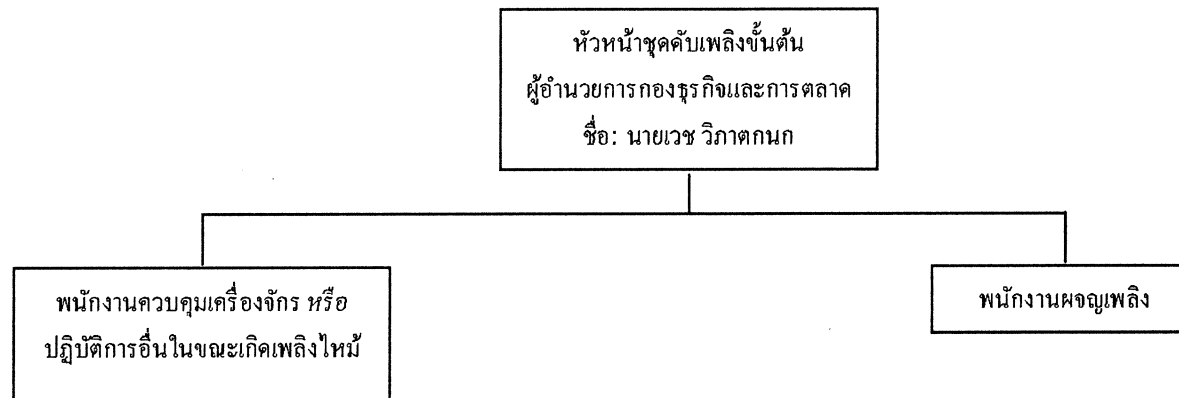 หัวหน้าชุดดับเพลิงขั้นต้น
ผู้อำนวยการกองธุรกิจและการตลาด
ชื่อ: นายเวช วิภาตกนก
พนักงานควบคุมเครื่องจักร หรือ
ปฏิบัติการอื่นในขณะเกิดเพลิงไหม้
พนักงานผจญเพลิง